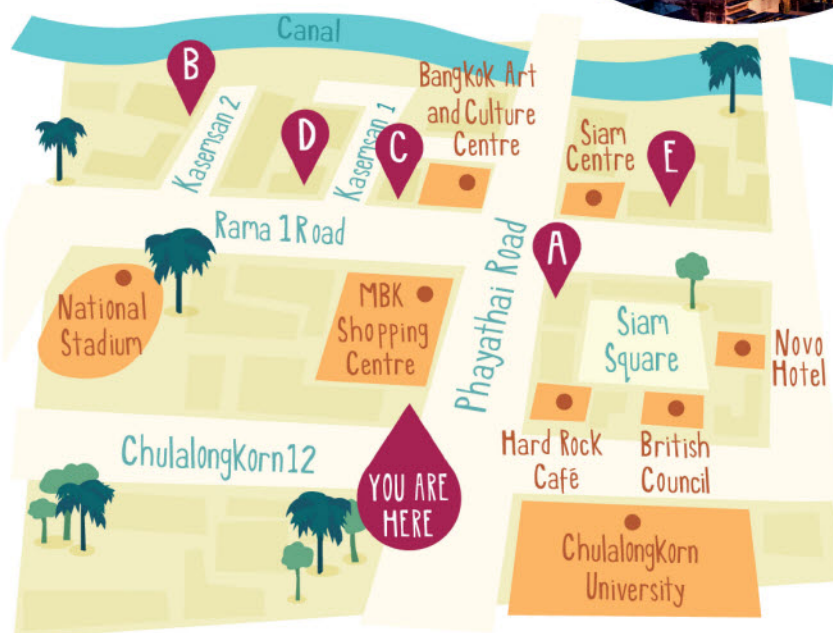 Canal
B
Kasemsan 2
D
Kasemsan 1
C
Bangkok Art
and Culture
Centre
Siam
Centre
E
Rama 1 Road
A
Phayathai Road
National
Stadium
MBK
Shopping
Centre
Siam
Square
Novo
Hotel
Hard Rock
Café
British
Council
Chulalongkorn12
YOU ARE
HERE
Chulalongkorn
University